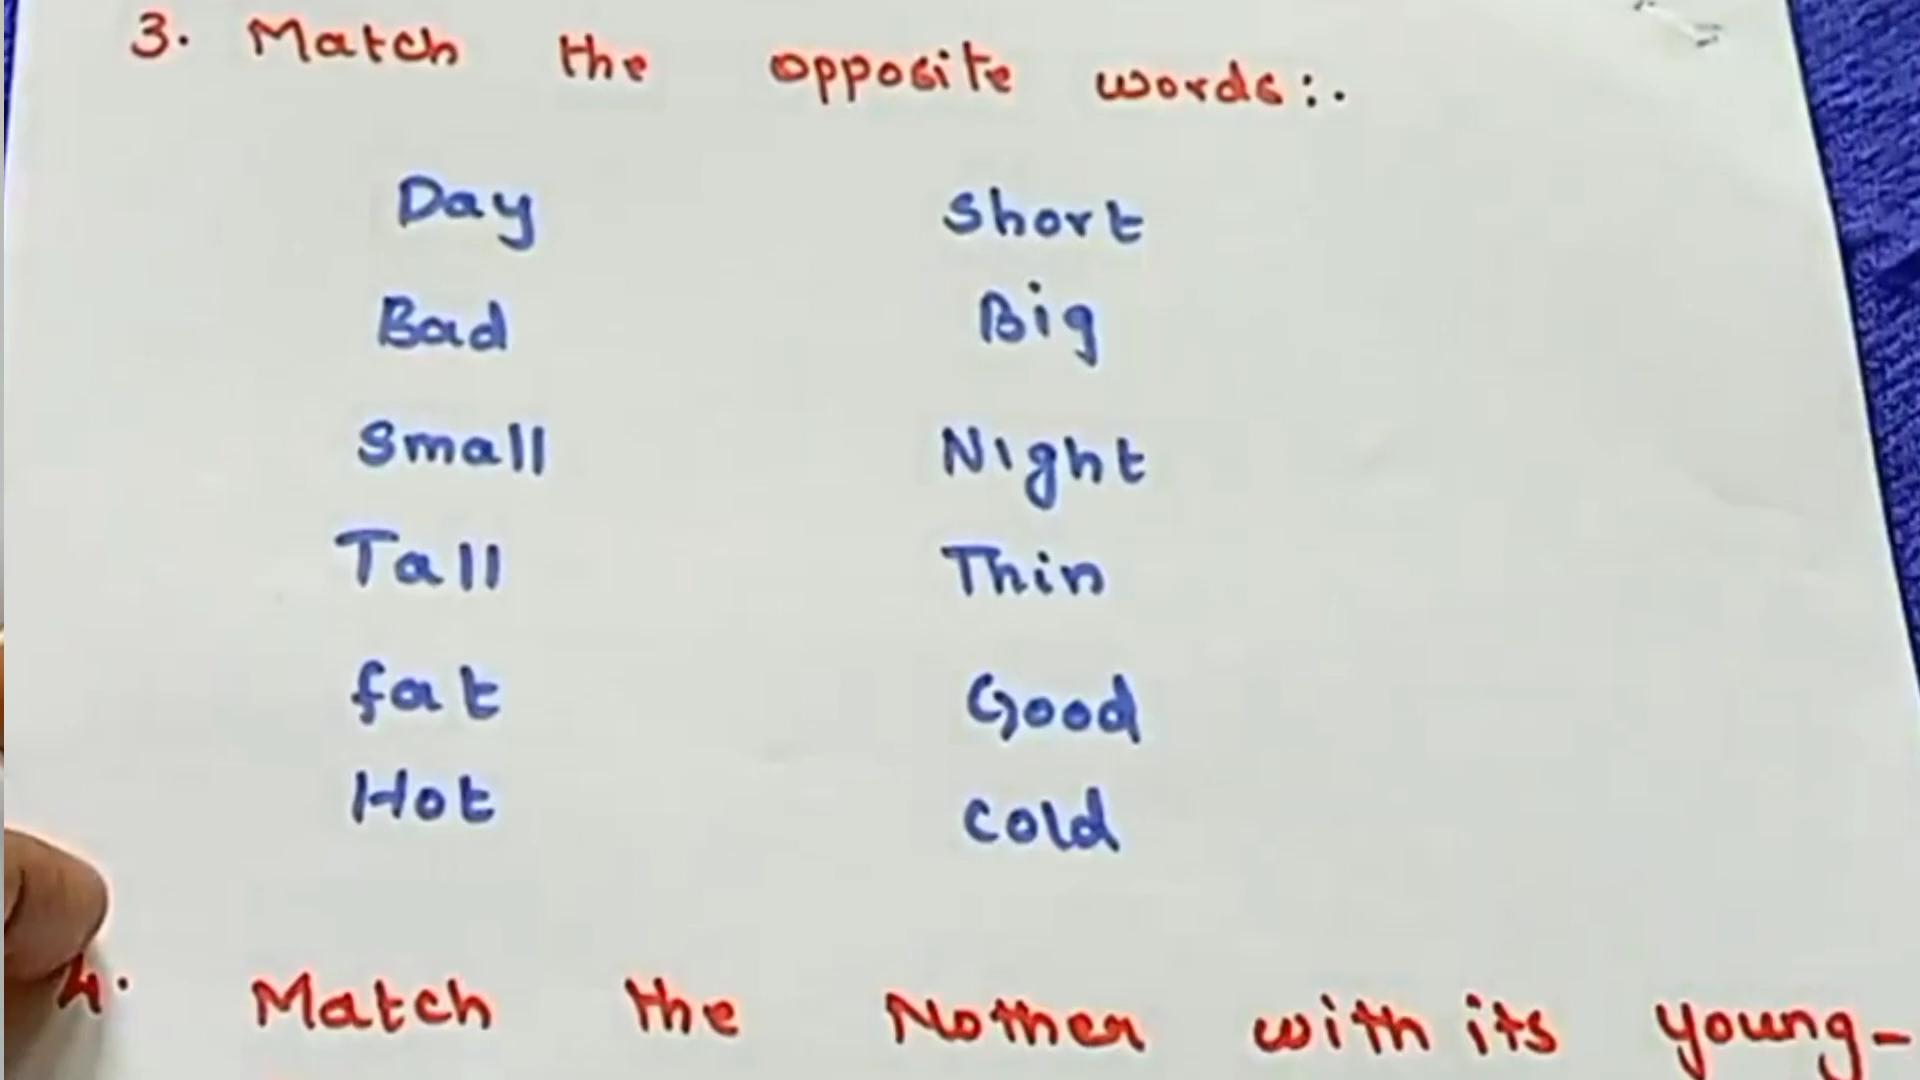 3. Match the opposite words:.
Day Short
Bad Big
Small Night
Tall Thin
fat Good
Hot cold
4. Match the Mother with its young-